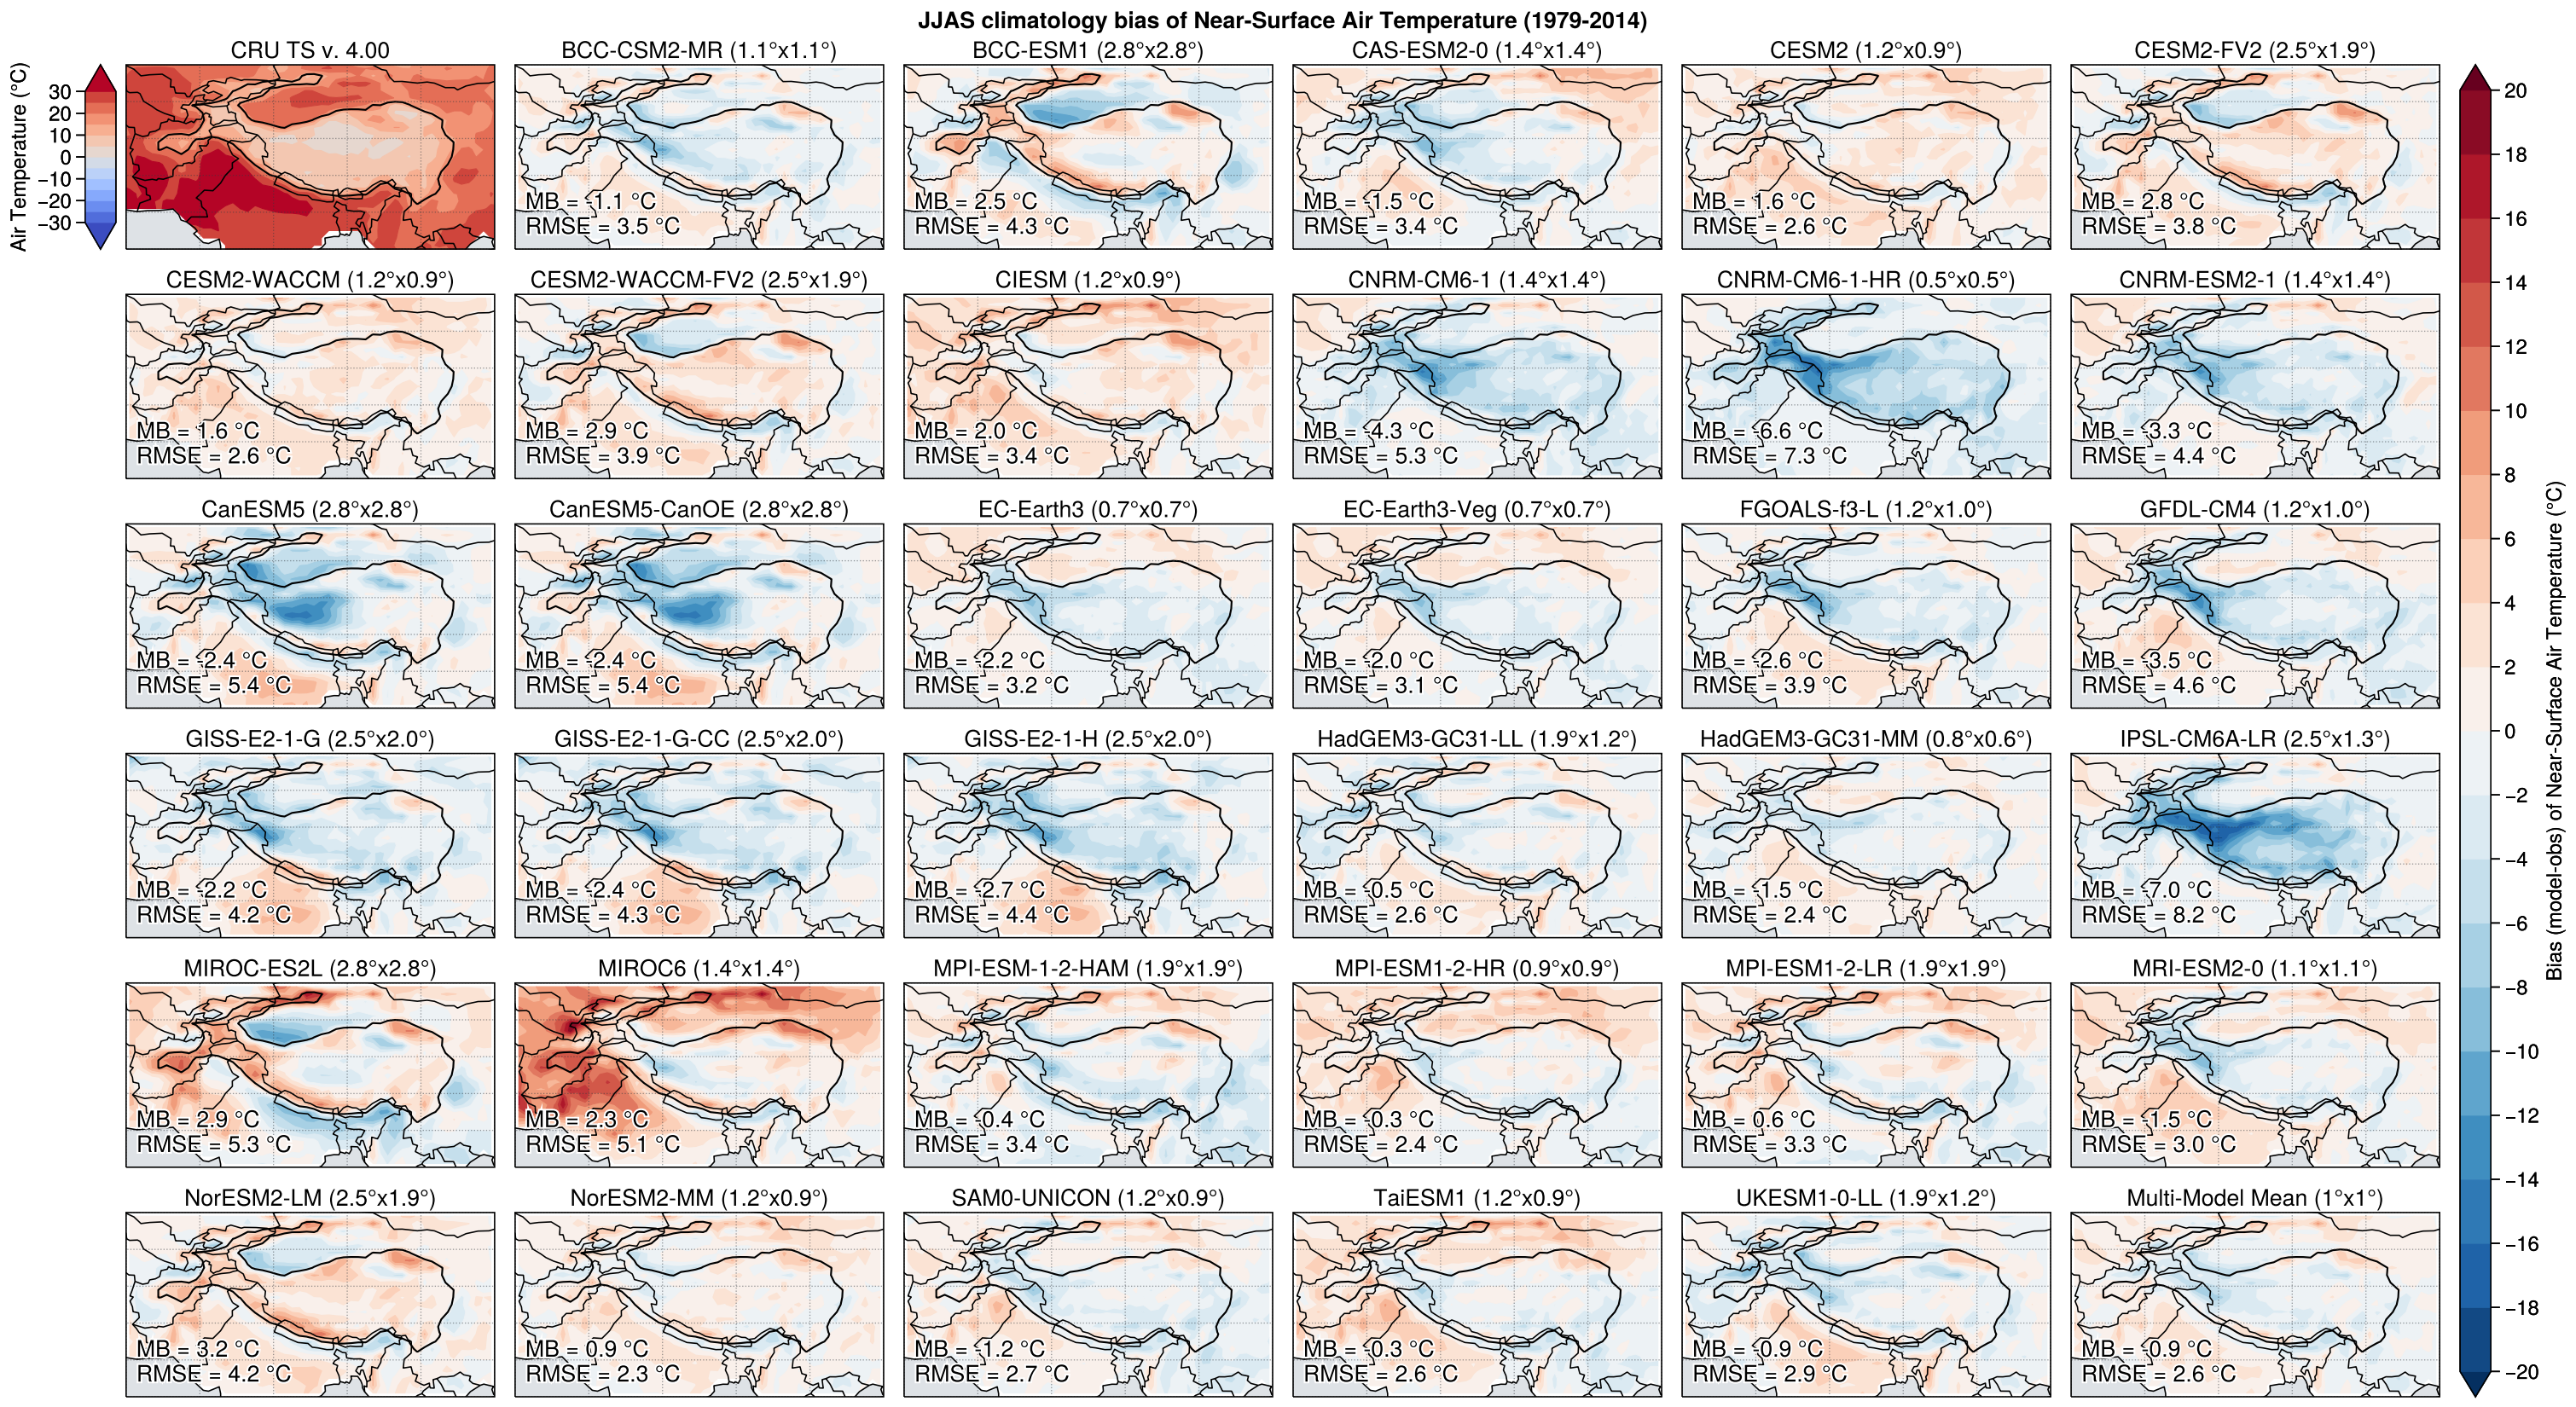 JJAS climatology bias of Near-Surface Air Temperature (1979-2014)
CRU TS v. 4.00
BCC-CSM2-MR (1.1°x1.1°)
BCC-ESM1 (2.8°x2.8°)
CAS-ESM2-0 (1.4°x1.4°)
CESM2 (1.2°x0.9°)
CESM2-FV2 (2.5°x1.9°)
Air Temperature (°C)
30
20
10
0
−10
−20
−30
MB = -1.1 °C
RMSE = 3.5 °C
MB = 2.5 °C
RMSE = 4.3 °C
MB = -1.5 °C
RMSE = 3.4 °C
MB = 1.6 °C
RMSE = 2.6 °C
MB = 2.8 °C
RMSE = 3.8 °C
CESM2-WACCM (1.2°x0.9°)
CESM2-WACCM-FV2 (2.5°x1.9°)
CIESM (1.2°x0.9°)
CNRM-CM6-1 (1.4°x1.4°)
CNRM-CM6-1-HR (0.5°x0.5°)
CNRM-ESM2-1 (1.4°x1.4°)
MB = 1.6 °C
RMSE = 2.6 °C
MB = 2.9 °C
RMSE = 3.9 °C
MB = 2.0 °C
RMSE = 3.4 °C
MB = -4.3 °C
RMSE = 5.3 °C
MB = -6.6 °C
RMSE = 7.3 °C
MB = -3.3 °C
RMSE = 4.4 °C
CanESM5 (2.8°x2.8°)
CanESM5-CanOE (2.8°x2.8°)
EC-Earth3 (0.7°x0.7°)
EC-Earth3-Veg (0.7°x0.7°)
FGOALS-f3-L (1.2°x1.0°)
GFDL-CM4 (1.2°x1.0°)
MB = -2.4 °C
RMSE = 5.4 °C
MB = -2.4 °C
RMSE = 5.4 °C
MB = -2.2 °C
RMSE = 3.2 °C
MB = -2.0 °C
RMSE = 3.1 °C
MB = -2.6 °C
RMSE = 3.9 °C
MB = -3.5 °C
RMSE = 4.6 °C
GISS-E2-1-G (2.5°x2.0°)
GISS-E2-1-G-CC (2.5°x2.0°)
GISS-E2-1-H (2.5°x2.0°)
HadGEM3-GC31-LL (1.9°x1.2°)
HadGEM3-GC31-MM (0.8°x0.6°)
IPSL-CM6A-LR (2.5°x1.3°)
MB = -2.2 °C
RMSE = 4.2 °C
MB = -2.4 °C
RMSE = 4.3 °C
MB = -2.7 °C
RMSE = 4.4 °C
MB = -0.5 °C
RMSE = 2.6 °C
MB = -1.5 °C
RMSE = 2.4 °C
MB = -7.0 °C
RMSE = 8.2 °C
MIROC-ES2L (2.8°x2.8°)
MIROC6 (1.4°x1.4°)
MPI-ESM-1-2-HAM (1.9°x1.9°)
MPI-ESM1-2-HR (0.9°x0.9°)
MPI-ESM1-2-LR (1.9°x1.9°)
MRI-ESM2-0 (1.1°x1.1°)
MB = 2.9 °C
RMSE = 5.3 °C
MB = 2.3 °C
RMSE = 5.1 °C
MB = -0.4 °C
RMSE = 3.4 °C
MB = -0.3 °C
RMSE = 2.4 °C
MB = 0.6 °C
RMSE = 3.3 °C
MB = -1.5 °C
RMSE = 3.0 °C
NorESM2-LM (2.5°x1.9°)
NorESM2-MM (1.2°x0.9°)
SAM0-UNICON (1.2°x0.9°)
TaiESM1 (1.2°x0.9°)
UKESM1-0-LL (1.9°x1.2°)
Multi-Model Mean (1°x1°)
MB = 3.2 °C
RMSE = 4.2 °C
MB = 0.9 °C
RMSE = 2.3 °C
MB = -1.2 °C
RMSE = 2.7 °C
MB = -0.3 °C
RMSE = 2.6 °C
MB = -0.9 °C
RMSE = 2.9 °C
MB = -0.9 °C
RMSE = 2.6 °C
20
18
16
14
12
10
8
6
4
2
0
−2
−4
−6
−8
−10
−12
−14
−16
−18
−20
Bias (model-obs) of Near-Surface Air Temperature (°C)